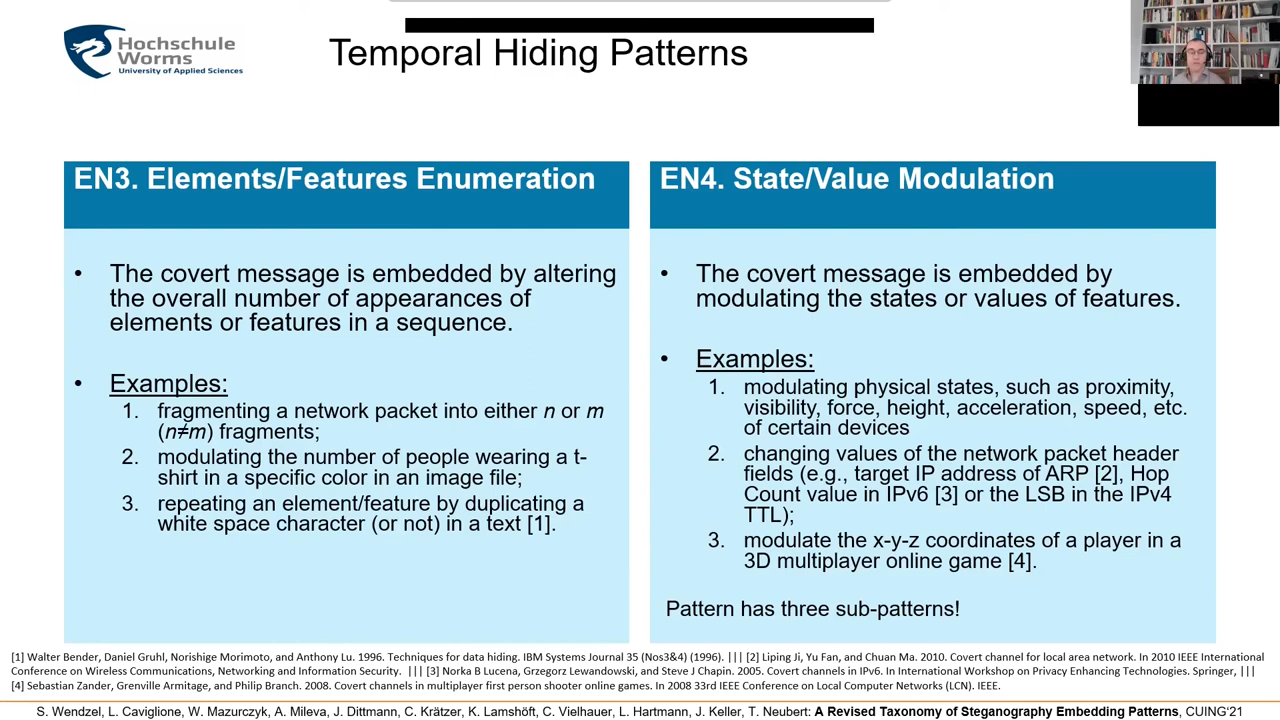 Hochschule
Worms
University of Applied Sciences
Temporal Hiding Patterns
EN3. Elements/Features Enumeration
• The covert message is embedded by altering
the overall number of appearances of
elements or features in a sequence.
• Examples:
1. fragmenting a network packet into either n or m
(n≠m) fragments;
2. modulating the number of people wearing a t-
shirt in a specific color in an image file;
3. repeating an element/feature by duplicating a
white space character (or not) in a text [1].
EN4. State/Value Modulation
• The covert message is embedded by
modulating the states or values of features.
• Examples:
1. modulating physical states, such as proximity,
visibility, force, height, acceleration, speed, etc.
of certain devices
2. changing values of the network packet header
fields (e.g., target IP address of ARP [2], Hop
Count value in IPv6 [3] or the LSB in the IPv4
TTL);
3. modulate the x-y-z coordinates of a player in a
3D multiplayer online game [4].
Pattern has three sub-patterns!
[1] Walter Bender, Daniel Gruhl, Norishige Morimoto, and Anthony Lu. 1996. Techniques for data hiding. IBM Systems Journal 35 (Nos3&4) (1996). ||| [2] Liping Ji, Yu Fan, and Chuan Ma. 2010. Covert channel for local area network. In 2010 IEEE International
Conference on Wireless Communications, Networking and Information Security. ||| [3] Norka B Lucena, Grzegorz Lewandowski, and Steve J Chapin. 2005. Covert channels in IPv6. In International Workshop on Privacy Enhancing Technologies. Springer, |||
[4] Sebastian Zander, Grenville Armitage, and Philip Branch. 2008. Covert channels in multiplayer first person shooter online games. In 2008 33rd IEEE Conference on Local Computer Networks (LCN). IEEE.
S. Wendzel, L. Caviglione, W. Mazurczyk, A. Mileva, J. Dittmann, C. Krätzer, K. Lamshöft, C. Vielhauer, L. Hartmann, J. Keller, T. Neubert: A Revised Taxonomy of Steganography Embedding Patterns, CUING‘21